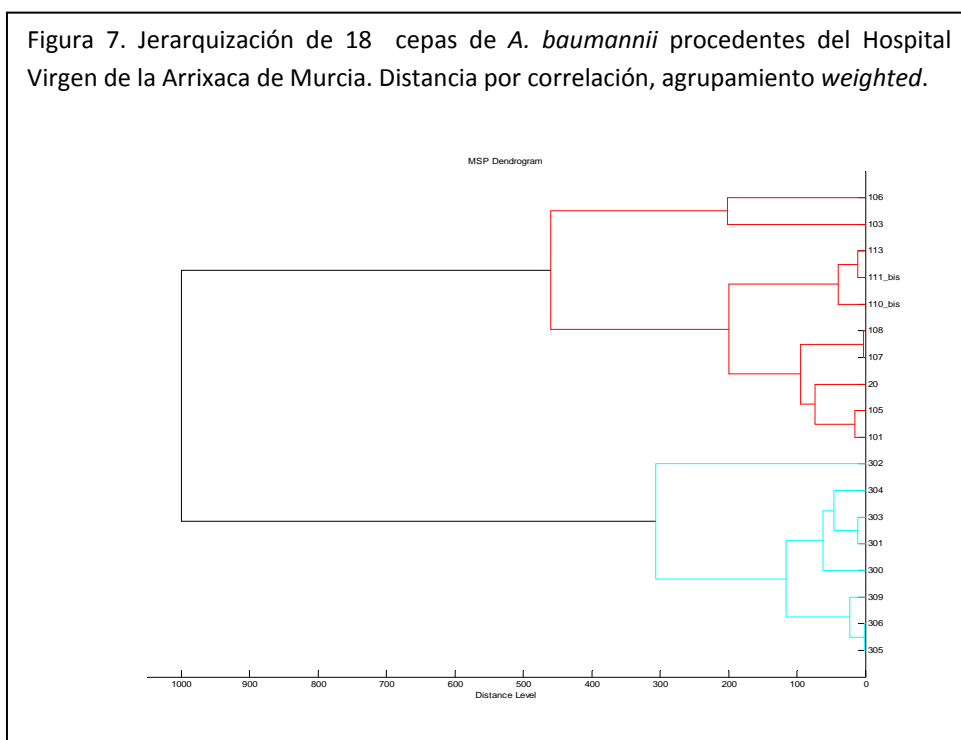 Figura 7. Jerarquización de 18 cepas de A. baumannii procedentes del Hospital
Virgen de la Arrixaca de Murcia. Distancia por correlación, agrupamiento weighted.
MSP Dendrogram
106
103
113
111_bis
110_bis
108
107
20
105
101
302
304
303
301
300
309
306
305
1000 900 800 700 600 500 400 300 200 100 0
Distance Level